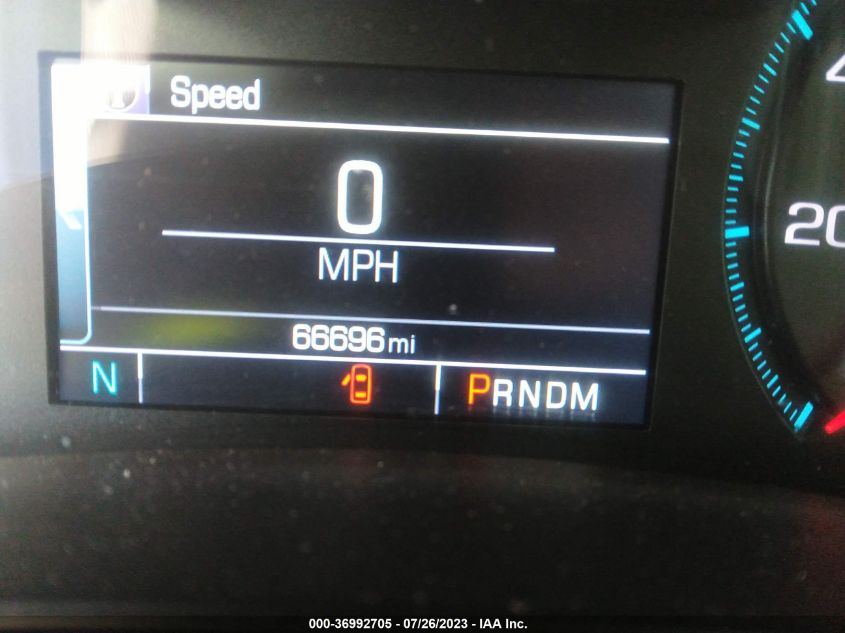 Speed
0
MPH
66696 mi
N
PRNDM
20
000-36992705 - 07/26/2023 - IAA Inc.